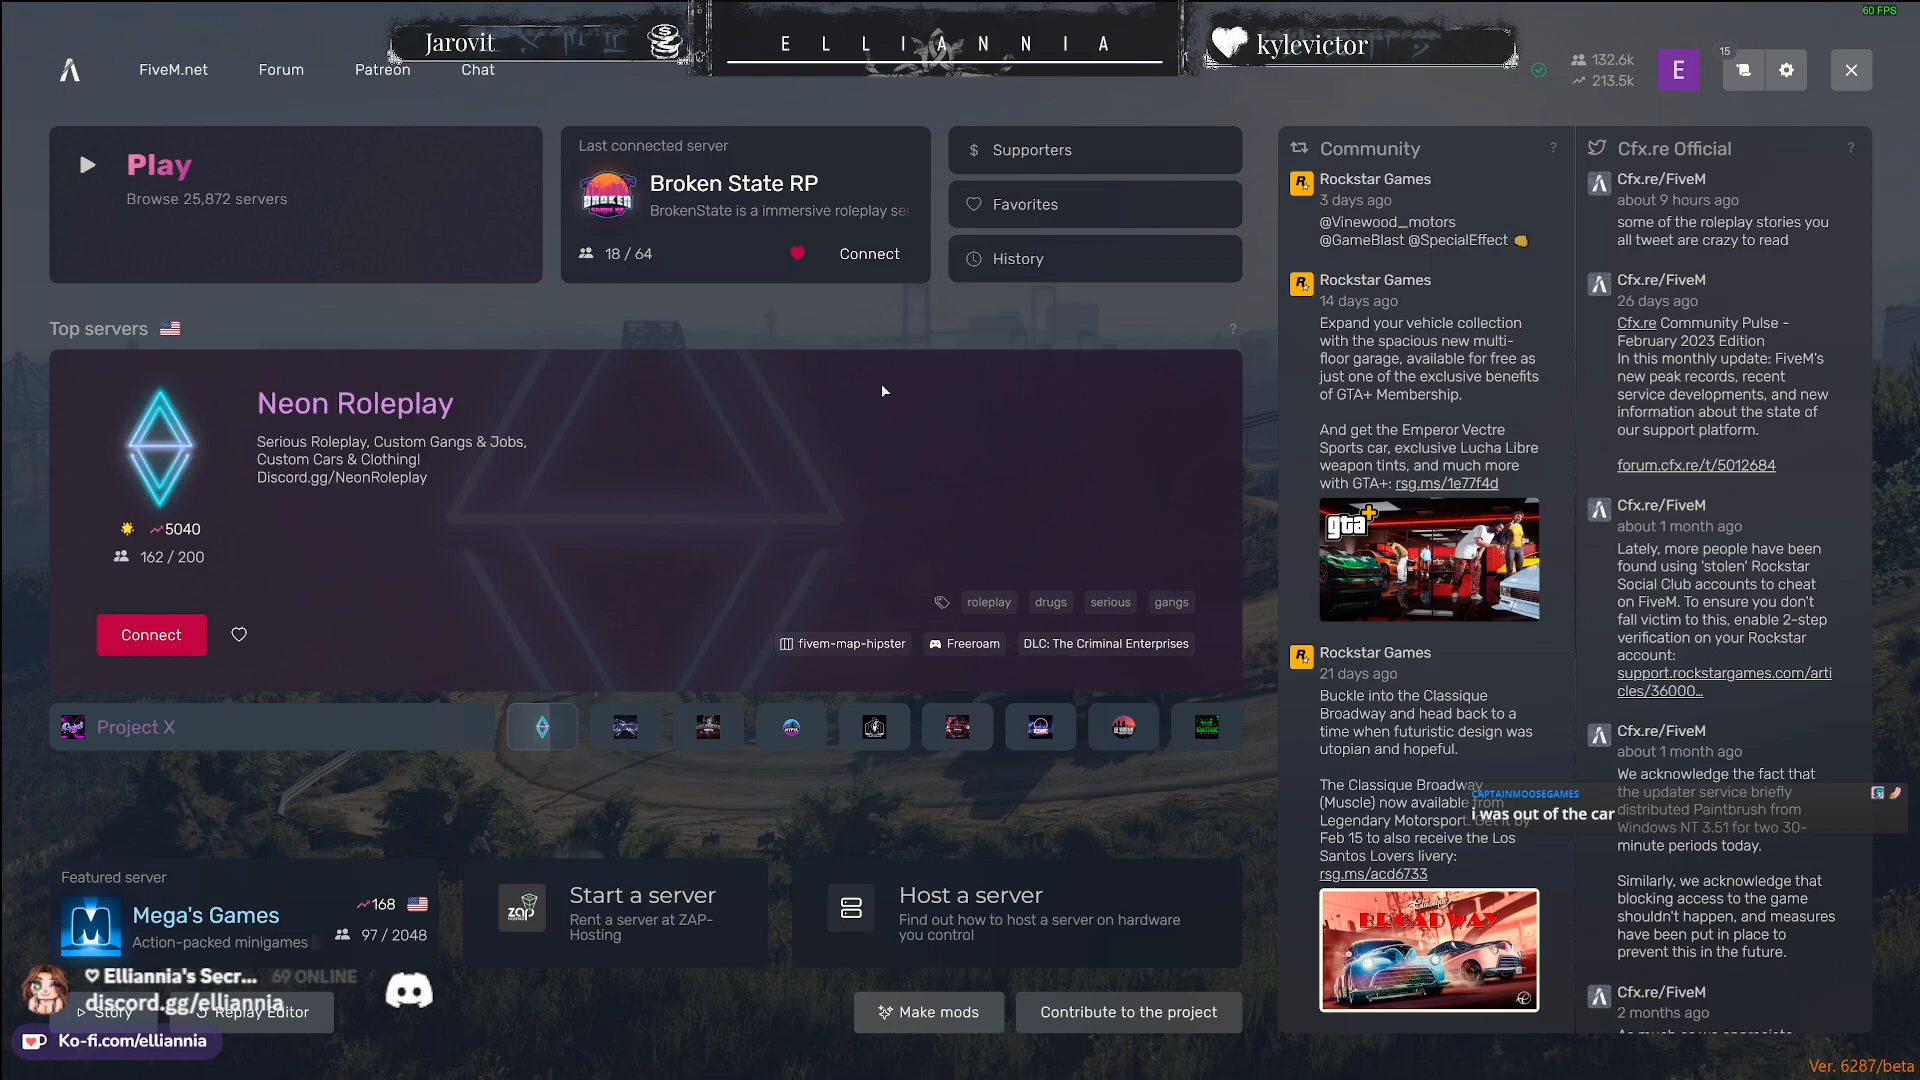 60 FPS
Jarovit
ELLIANNIA
kylevictor
FiveM.net
Forum
Patreon
Chat
132.6k
213.5k
E
15
Play
Browse 25,872 servers
Last connected server
Broken State RP
BrokenState is a immersive roleplay ser
18 / 64
Connect
Supporters
Favorites
History
Top servers
?
Neon Roleplay
Serious Roleplay, Custom Gangs & Jobs,
Custom Cars & Clothing!
Discord.gg/NeonRoleplay
5040
162 / 200
Connect
roleplay
drugs
serious
gangs
fivem-map-hipster
Freeroam
DLC: The Criminal Enterprises
Project X
Featured server
Mega's Games
Action-packed minigames
168
97 / 2048
Start a server
Rent a server at ZAP-
Hosting
Host a server
Find out how to host a server on hardware
you control
♡ Elliannia's Secr... 69 ONLINE
discord.gg/elliannia
Story
Replay Editor
Ko-fi.com/elliannia
Make mods
Contribute to the project
Community
?
Rockstar Games
3 days ago
@Vinewood_motors
@GameBlast @SpecialEffect
Rockstar Games
14 days ago
Expand your vehicle collection
with the spacious new multi-
floor garage, available for free as
just one of the exclusive benefits
of GTA+ Membership.
And get the Emperor Vectre
Sports car, exclusive Lucha Libre
weapon tints, and much more
with GTA+: rsg.ms/1e77f4d
gta+
Rockstar Games
21 days ago
Buckle into the Classique
Broadway and head back to a
time when futuristic design was
utopian and hopeful.
The Classique Broadway
(Muscle) now available from
Legendary Motorsport. Get it by
Feb 15 to also receive the Los
Santos Lovers livery:
rsg.ms/acd6733
Classique
BROADWAY
Cfx.re Official
?
Cfx.re/FiveM
about 9 hours ago
some of the roleplay stories you
all tweet are crazy to read
Cfx.re/FiveM
26 days ago
Cfx.re Community Pulse -
February 2023 Edition
In this monthly update: FiveM's
new peak records, recent
service developments, and new
information about the state of
our support platform.
forum.cfx.re/t/5012684
Cfx.re/FiveM
about 1 month ago
Lately, more people have been
found using 'stolen' Rockstar
Social Club accounts to cheat
on FiveM. To ensure you don't
fall victim to this, enable 2-step
verification on your Rockstar
account:
support.rockstargames.com/arti
cles/36000...
Cfx.re/FiveM
about 1 month ago
We acknowledge the fact that
the updater service briefly
distributed Paintbrush from
Windows NT 3.51 for two 30-
minute periods today.
Similarly, we acknowledge that
blocking access to the game
shouldn't happen, and measures
have been put in place to
prevent this in the future.
Cfx.re/FiveM
2 months ago
CAPTAINMOOSEGAMES
i was out of the car
Ver. 6287/beta